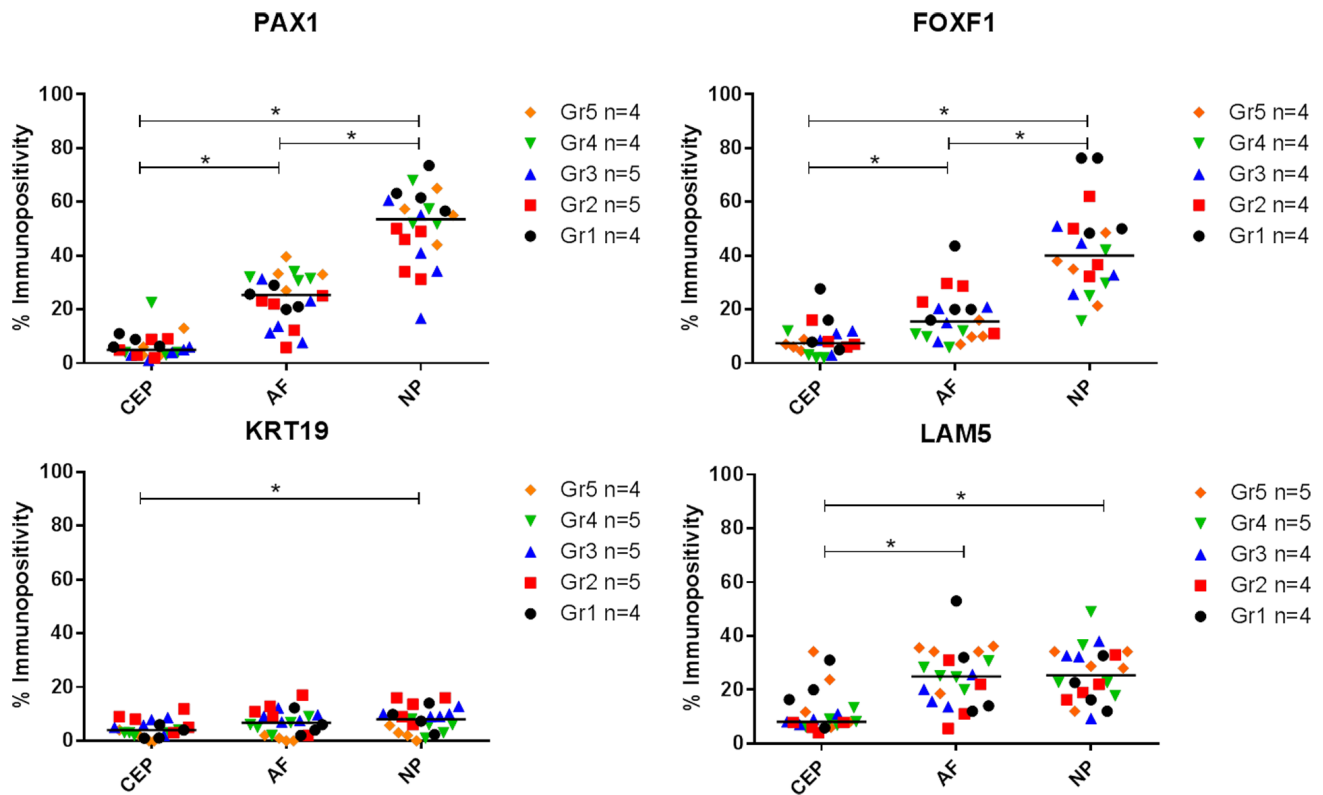 PAX1
% Immunopositivity
100
80
60
40
20
0
*
*
*
CEP
AF
NP
Gr5 n=4
Gr4 n=4
Gr3 n=5
Gr2 n=5
Gr1 n=4
FOXF1
% Immunopositivity
100
80
60
40
20
0
*
*
*
CEP
AF
NP
Gr5 n=4
Gr4 n=4
Gr3 n=4
Gr2 n=4
Gr1 n=4
KRT19
% Immunopositivity
100
80
60
40
20
0
*
CEP
AF
NP
Gr5 n=4
Gr4 n=5
Gr3 n=5
Gr2 n=5
Gr1 n=4
LAM5
% Immunopositivity
100
80
60
40
20
0
*
*
CEP
AF
NP
Gr5 n=5
Gr4 n=5
Gr3 n=4
Gr2 n=4
Gr1 n=4